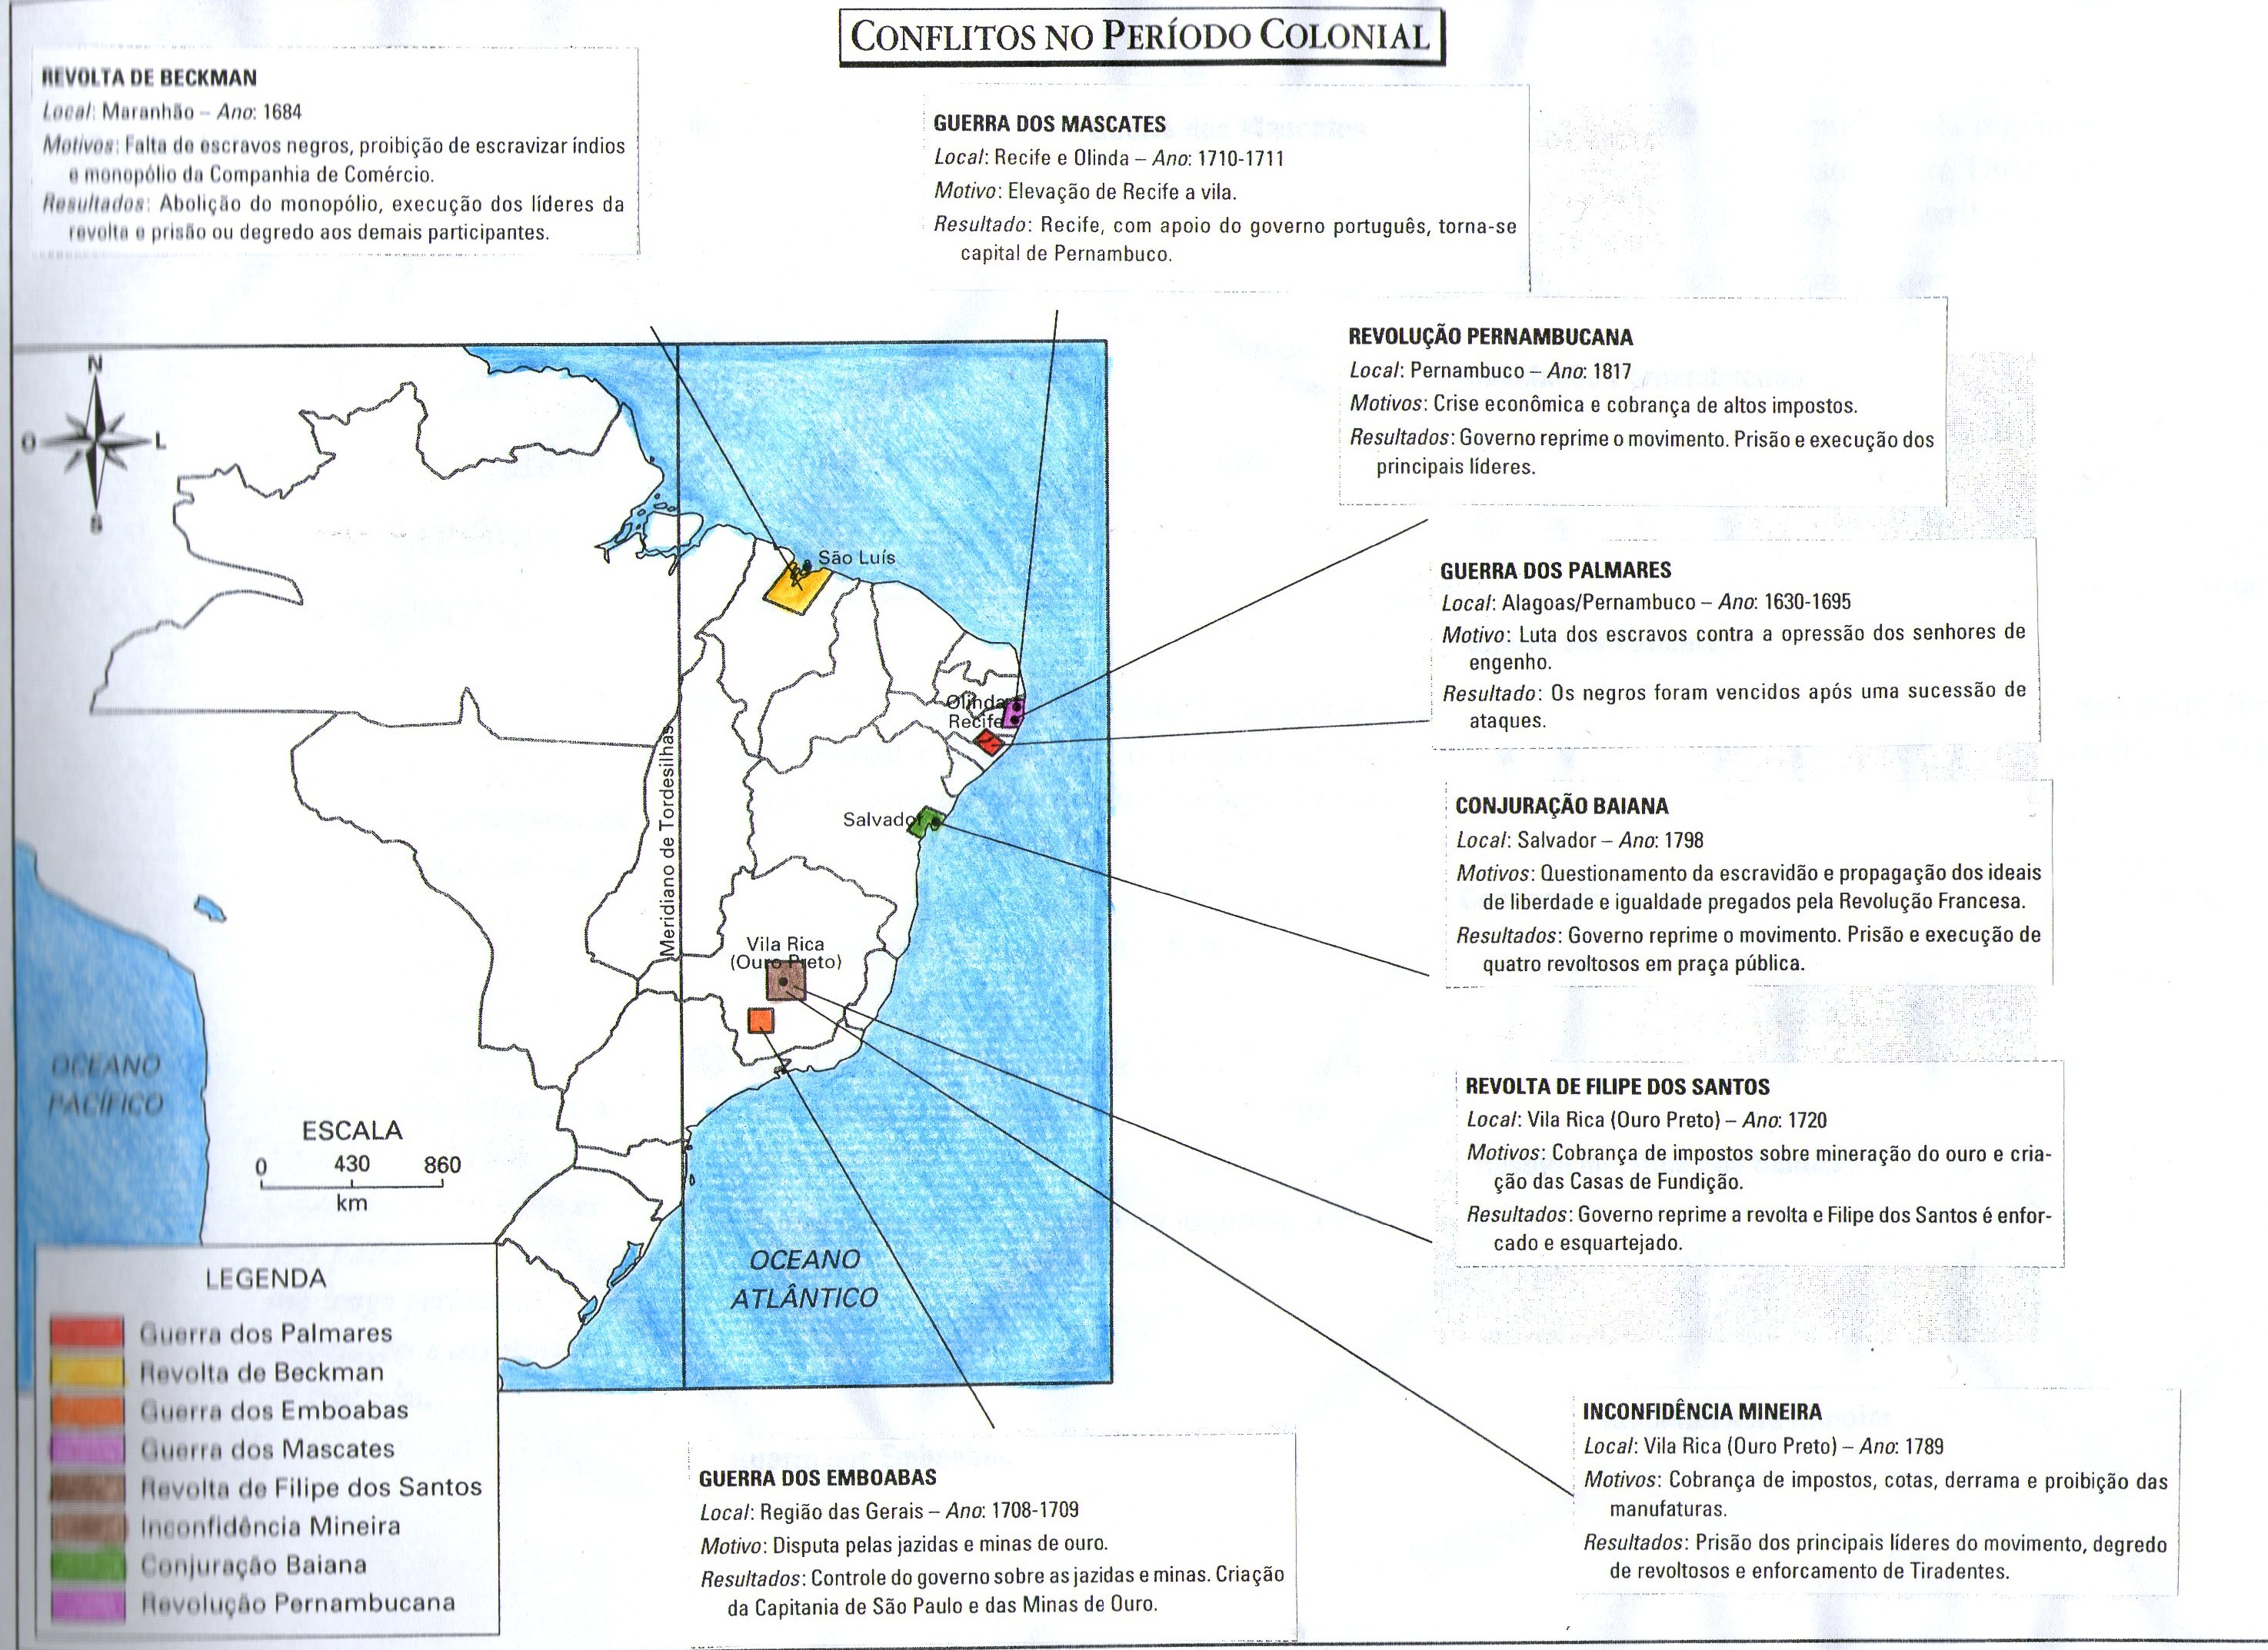 CONFLITOS NO PERÍODO COLONIAL
REVOLTA DE BECKMAN
Local: Maranhão – Ano: 1684
Motivos: Falta de escravos negros, proibição de escravizar índios
e monopólio da Companhia de Comércio.
Resultados: Abolição do monopólio, execução dos líderes da
revolta e prisão ou degredo aos demais participantes.
GUERRA DOS MASCATES
Local: Recife e Olinda – Ano: 1710-1711
Motivo: Elevação de Recife a vila.
Resultado: Recife, com apoio do governo português, torna-se
capital de Pernambuco.
REVOLUÇÃO PERNAMBUCANA
Local: Pernambuco – Ano: 1817
Motivos: Crise econômica e cobrança de altos impostos.
Resultados: Governo reprime o movimento. Prisão e execução dos
principais líderes.
GUERRA DOS PALMARES
Local: Alagoas/Pernambuco – Ano: 1630-1695
Motivo: Luta dos escravos contra a opressão dos senhores de
engenho.
Resultado: Os negros foram vencidos após uma sucessão de
ataques.
CONJURAÇÃO BAIANA
Local: Salvador – Ano: 1798
Motivos: Questionamento da escravidão e propagação dos ideais
de liberdade e igualdade pregados pela Revolução Francesa.
Resultados: Governo reprime o movimento. Prisão e execução de
quatro revoltosos em praça pública.
REVOLTA DE FILIPE DOS SANTOS
Local: Vila Rica (Ouro Preto) – Ano: 1720
Motivos: Cobrança de impostos sobre mineração do ouro e cria-
ção das Casas de Fundição.
Resultados: Governo reprime a revolta e Filipe dos Santos é enfor-
cado e esquartejado.
INCONFIDÊNCIA MINEIRA
Local: Vila Rica (Ouro Preto) – Ano: 1789
Motivos: Cobrança de impostos, cotas, derrama e proibição das
manufaturas.
Resultados: Prisão dos principais líderes do movimento, degredo
de revoltosos e enforcamento de Tiradentes.
GUERRA DOS EMBOABAS
Local: Região das Gerais – Ano: 1708-1709
Motivo: Disputa pelas jazidas e minas de ouro.
Resultados: Controle do governo sobre as jazidas e minas. Criação
da Capitania de São Paulo e das Minas de Ouro.
N
O
L
S
São Luís
Olinda
Recife
Salvador
Meridiano de Tordesilhas
Vila Rica
(Ouro Preto)
OCEANO
PACÍFICO
OCEANO
ATLÂNTICO
ESCALA
0 430 860
km
LEGENDA
Guerra dos Palmares
Revolta de Beckman
Guerra dos Emboabas
Guerra dos Mascates
Revolta de Filipe dos Santos
Inconfidência Mineira
Conjuração Baiana
Revolução Pernambucana